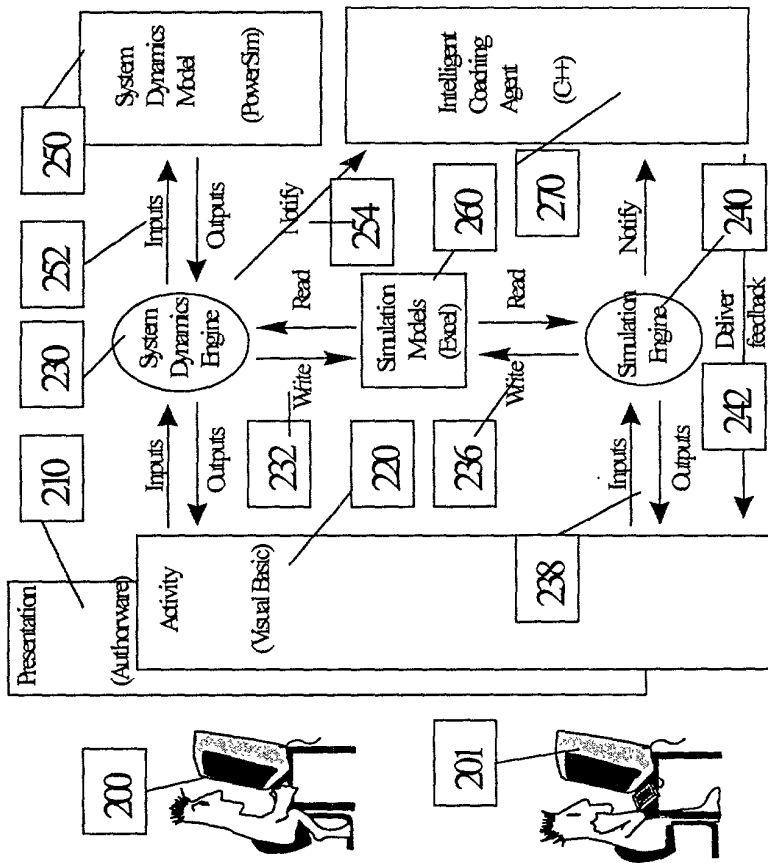 Presentation
(Authorware)
Activity
(Visual Basic)
200
201
210
220
230
232
236
238
240
242
250
252
254
260
270
Inputs
Outputs
Write
Read
System
Dynamics
Engine
Inputs
Outputs
Notify
System
Dynamics
Model
(PowerSim)
Simulation
Models
(Excel)
Write
Read
Inputs
Outputs
Simulation
Engine
Notify
Deliver
feedback
Intelligent
Coaching
Agent
(C++)